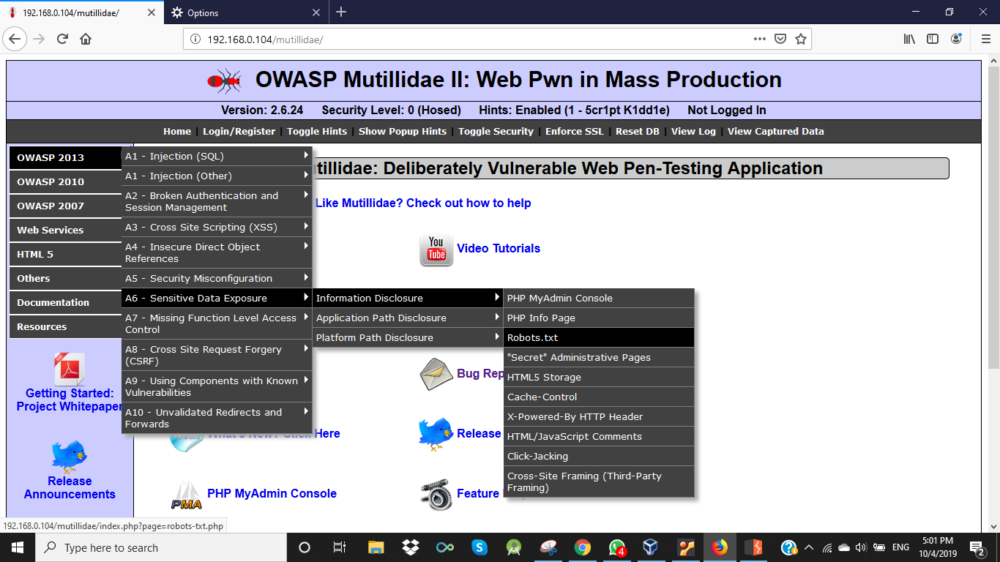 192.168.0.104/mutillidae/
Options
192.168.0.104/mutillidae/
OWASP Mutillidae II: Web Pwn in Mass Production
Version: 2.6.24 Security Level: 0 (Hosed) Hints: Enabled (1 - 5cr1pt K1dd1e) Not Logged In
Home | Login/Register | Toggle Hints | Show Popup Hints | Toggle Security | Enforce SSL | Reset DB | View Log | View Captured Data
OWASP 2013
OWASP 2010
OWASP 2007
Web Services
HTML 5
Others
Documentation
Resources
PDF
Getting Started:
Project Whitepaper
Release
Announcements
A1 - Injection (SQL)
A1 - Injection (Other)
A2 - Broken Authentication and
Session Management
A3 - Cross Site Scripting (XSS)
A4 - Insecure Direct Object
References
A5 - Security Misconfiguration
A6 - Sensitive Data Exposure
A7 - Missing Function Level Access
Control
A8 - Cross Site Request Forgery
(CSRF)
A9 - Using Components with Known
Vulnerabilities
A10 - Unvalidated Redirects and
Forwards
Information Disclosure
Application Path Disclosure
Platform Path Disclosure
PHP MyAdmin Console
PHP Info Page
Robots.txt
"Secret" Administrative Pages
HTML5 Storage
Cache-Control
X-Powered-By HTTP Header
HTML/JavaScript Comments
Click-Jacking
Cross-Site Framing (Third-Party
Framing)
tillidae: Deliberately Vulnerable Web Pen-Testing Application
Like Mutillidae? Check out how to help
You
Tube
Video Tutorials
Bug Rep
What's New? Click Here
Release
PMA
PHP MyAdmin Console
Feature
192.168.0.104/mutillidae/index.php?page=robots-txt.php
Type here to search
4
ENG
5:01 PM
10/4/2019
2